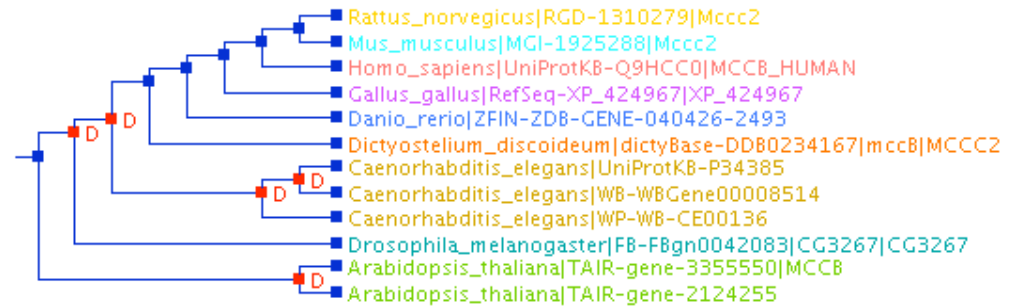 Rattus_norvegicus|RGD-1310279|Mccc2
Mus_musculus|MGI-1925288|Mccc2
Homo_sapiens|UniProtKB-Q9HCC0|MCCB_HUMAN
Gallus_gallus|RefSeq-XP_424967|XP_424967
D
D
Danio_rerio|ZFIN-ZDB-GENE-040426-2493
Dictyostelium_discoideum|dictyBase-DDB0234167|mccB|MCCC2
Caenorhabditis_elegans|UniProtKB-P34385
D
D
Caenorhabditis_elegans|WB-WBGene00008514
Caenorhabditis_elegans|WP-WB-CE00136
Drosophila_melanogaster|FB-FBgn0042083|CG3267|CG3267
Arabidopsis_thaliana|TAIR-gene-3355550|MCCB
D
Arabidopsis_thaliana|TAIR-gene-2124255